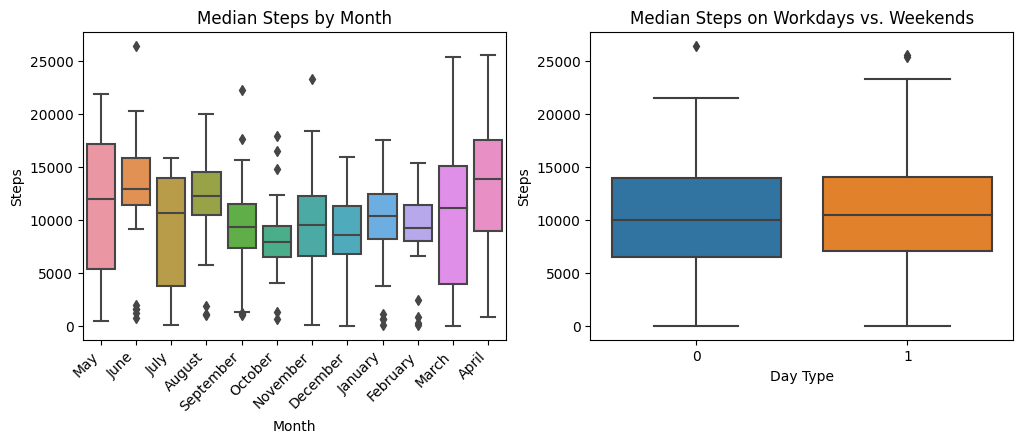 Median Steps by Month
25000
20000
15000
10000
5000
0
Steps
May
June
July
August
September
October
November
December
January
February
March
April
Month
Median Steps on Workdays vs. Weekends
25000
20000
15000
10000
5000
0
Steps
0
1
Day Type